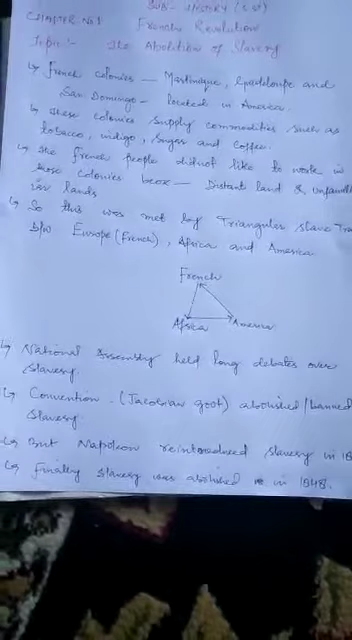 SUB - HISTORY (S.St)
CHAPTER No 1 French Revolution
Topic :- The Abolition of Slavery
↳ French colonies — Martinique, Guadeloupe and
San Domingo - located in America.
↳ these colonies supply commodities such as
tobacco, indigo, sugar and coffee.
↳ The French people did not like to work in
those colonies becoz — Distant land &
lands
↳ So this was met by Triangular slave
b/w Europe (French), Africa and America
French
Africa America
↳ National Assembly held long debates over
slavery.
↳ Convention - (Jacobian govt) abolished/banned
slavery
↳ But Napoleon reintroduced slavery in
↳ Finally slavery was abolished in 1848.